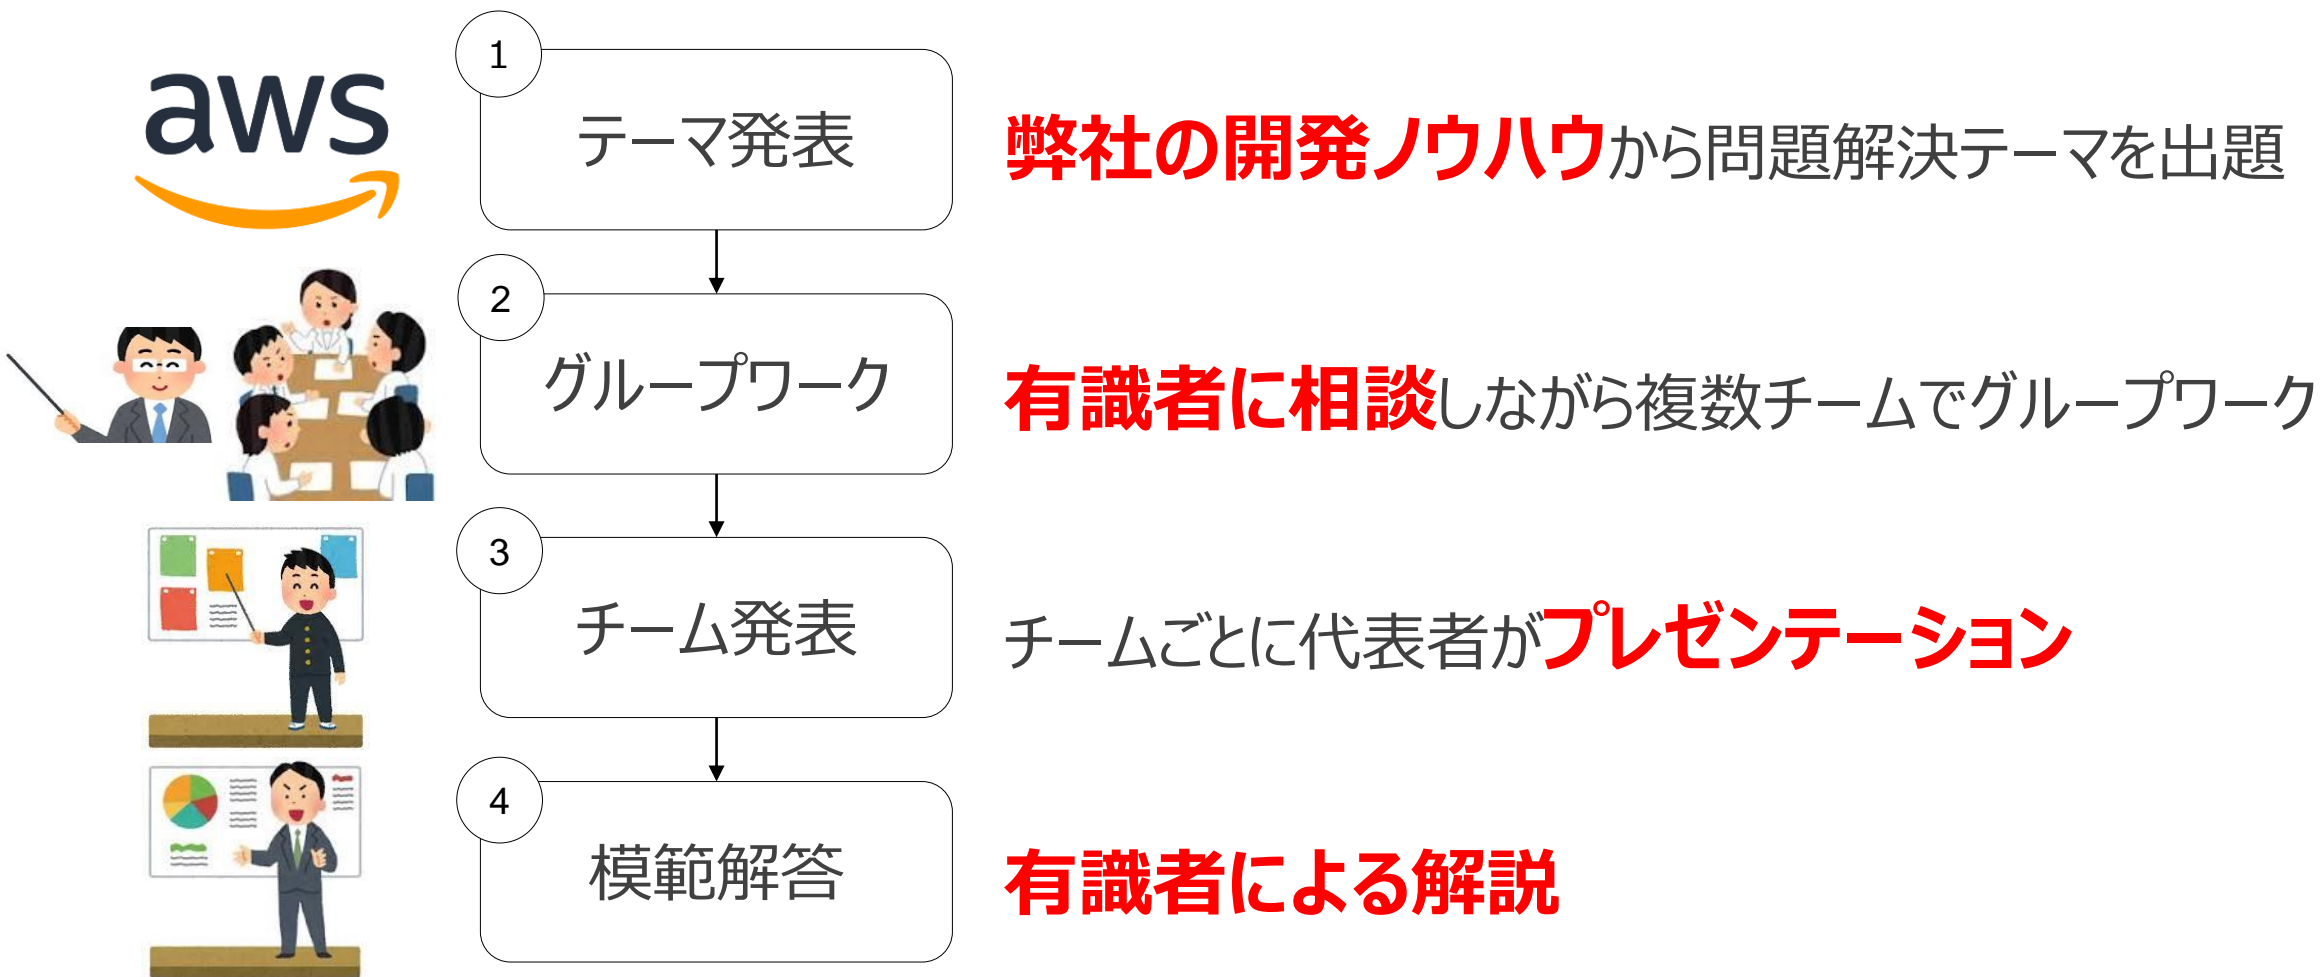 aws
1
テーマ発表
弊社の開発ノウハウから問題解決テーマを出題
2
グループワーク
有識者に相談しながら複数チームでグループワーク
3
チーム発表
チームごとに代表者がプレゼンテーション
4
模範解答
有識者による解説